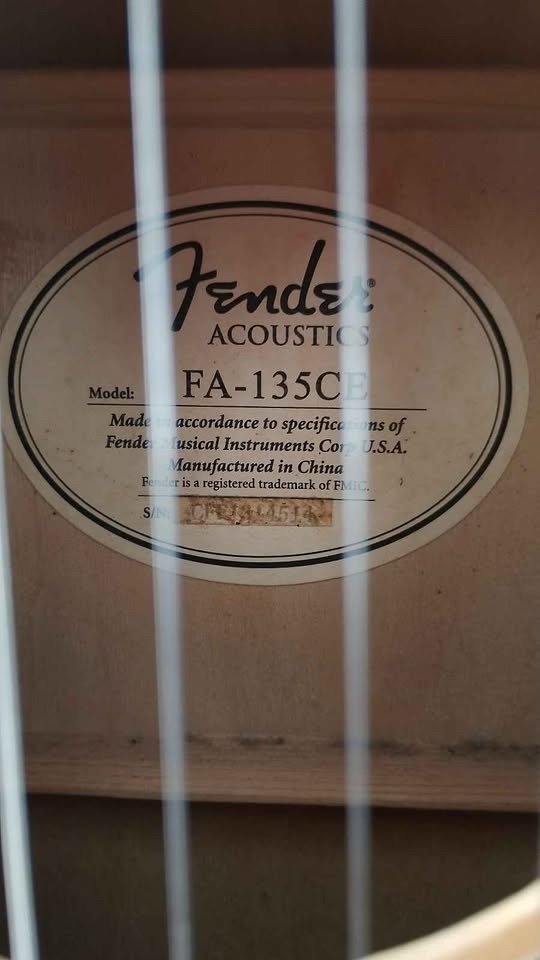 Fender®
ACOUSTICS
Model: FA-135CE
Made in accordance to specifications of
Fender Musical Instruments Corp U.S.A.
Manufactured in China
Fender is a registered trademark of FMIC.
S/N: